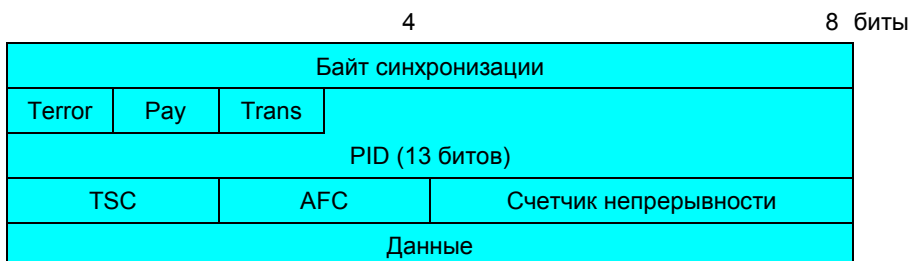 4 8 биты
Байт синхронизации
Terror Pay Trans
PID (13 битов)
TSC AFC Счетчик непрерывности
Данные